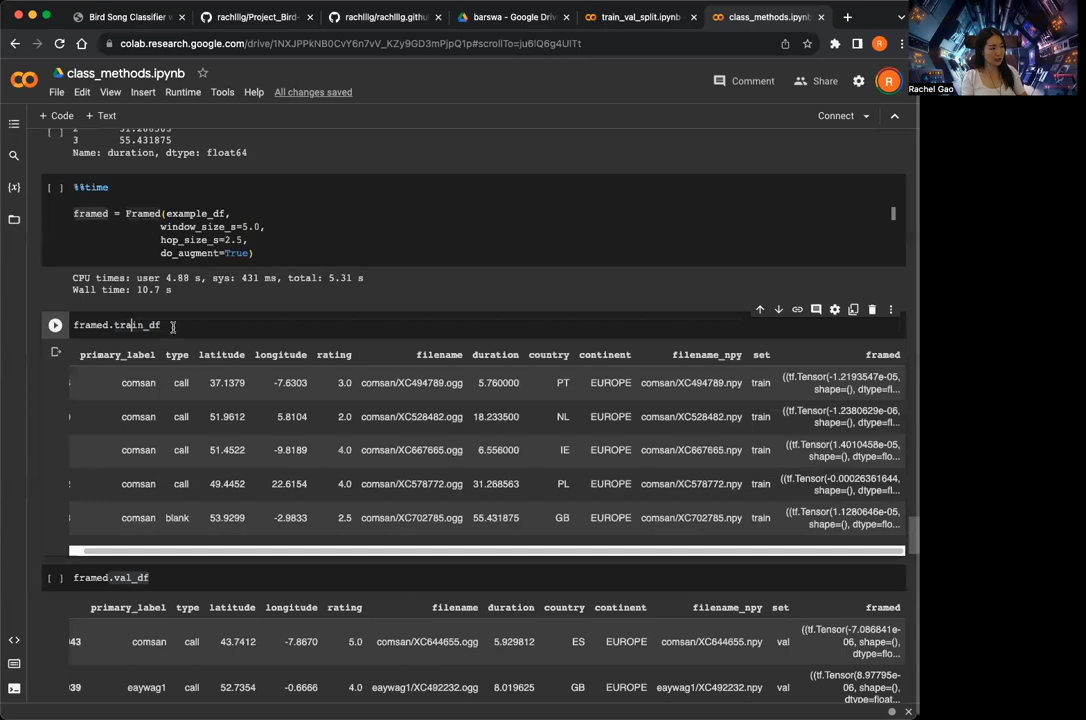 Bird Song Classifier w
rachlllg/Project_Bird-
rachlllg/rachlllg.github
barswa - Google Driv
train_val_split.ipynb
class_methods.ipynb
colab.research.google.com/drive/1NXJPPkNB0CvY6n7vV_KZy9GD3mPjpQ1p#scrollTo=ju6lQ6g4UlTt
class_methods.ipynb
Comment
Share
R
R
File Edit View Insert Runtime Tools Help All changes saved
Rachel Gao
+ Code + Text
Connect
3 55.431875
Name: duration, dtype: float64
[ ] %%time
framed = Framed(example_df,
window_size_s=5.0,
hop_size_s=2.5,
do_augment=True)
CPU times: user 4.88 s, sys: 431 ms, total: 5.31 s
Wall time: 10.7 s
framed.train_df
primary_label type latitude longitude rating filename duration country continent filename_npy set framed
comsan call 37.1379 -7.6303 3.0 comsan/XC494789.ogg 5.760000 PT EUROPE comsan/XC494789.npy train ((tf.Tensor(-1.2193547e-05,
shape=(), dtype=fl...
comsan call 51.9612 5.8104 2.0 comsan/XC528482.ogg 18.233500 NL EUROPE comsan/XC528482.npy train ((tf.Tensor(-1.2380629e-06,
shape=(), dtype=fl...
comsan call 51.4522 -9.8189 4.0 comsan/XC667665.ogg 6.556000 IE EUROPE comsan/XC667665.npy train ((tf.Tensor(1.4010458e-05,
shape=(), dtype=flo...
comsan call 49.4452 22.6154 4.0 comsan/XC578772.ogg 31.268563 PL EUROPE comsan/XC578772.npy train ((tf.Tensor(-0.00026361644,
shape=(), dtype=fl...
comsan blank 53.9299 -2.9833 2.5 comsan/XC702785.ogg 55.431875 GB EUROPE comsan/XC702785.npy train ((tf.Tensor(1.1280646e-05,
shape=(), dtype=flo...
[ ] framed.val_df
primary_label type latitude longitude rating filename duration country continent filename_npy set framed
43 comsan call 43.7412 -7.8670 5.0 comsan/XC644655.ogg 5.929812 ES EUROPE comsan/XC644655.npy val ((tf.Tensor(-7.086841e-
06, shape=(),
dtype=flo...
039 eaywag1 call 52.7354 -0.6666 4.0 eaywag1/XC492232.ogg 8.019625 GB EUROPE eaywag1/XC492232.npy val ((tf.Tensor(8.97795e-
06, shape=(),